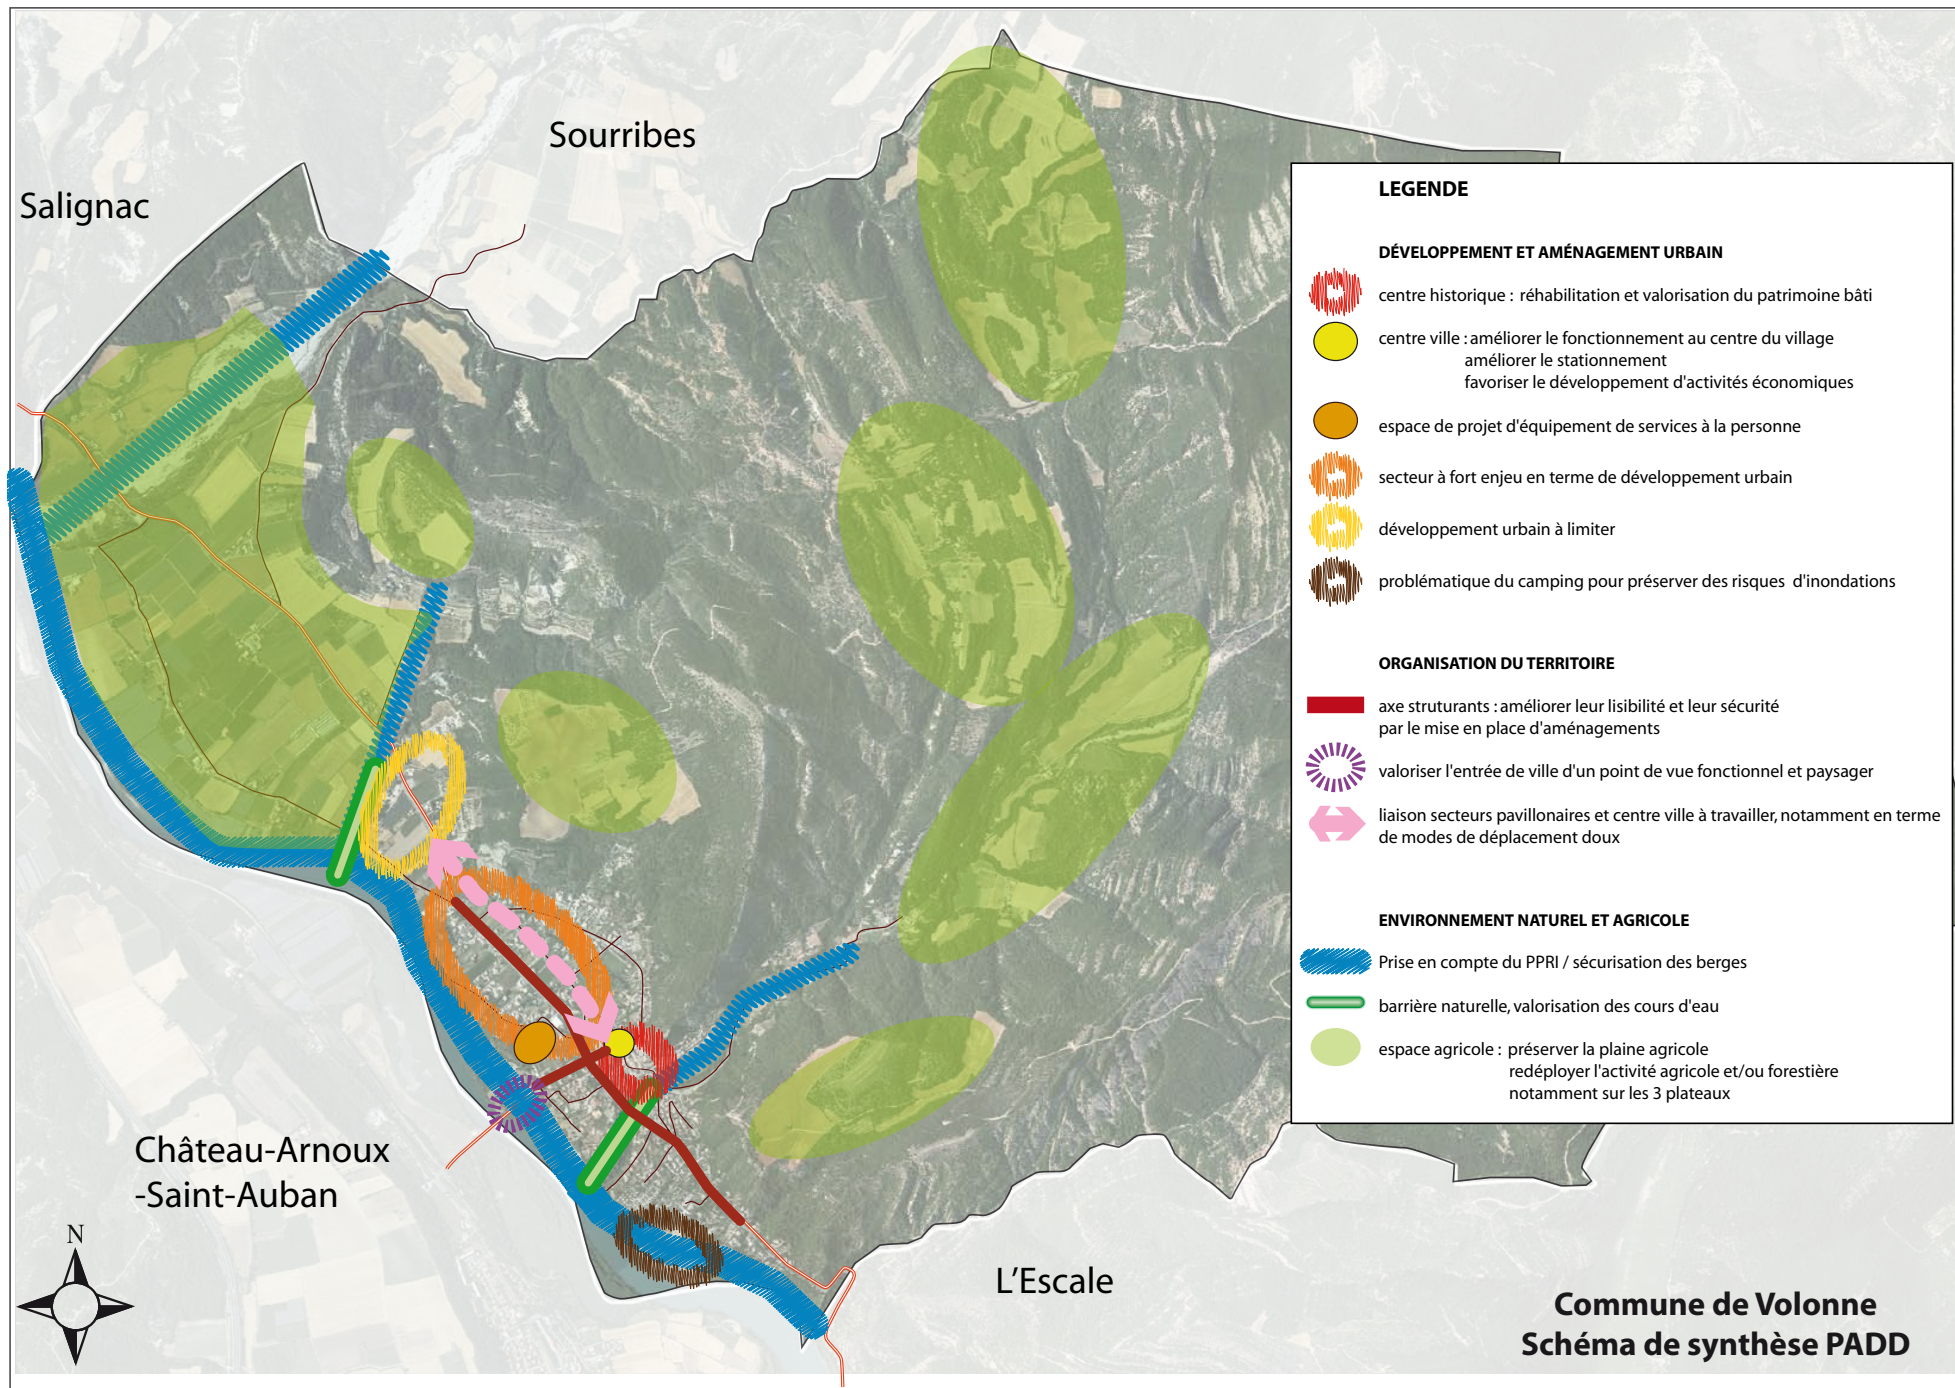 Sourribes
Salignac
LEGENDE
DÉVELOPPEMENT ET AMÉNAGEMENT URBAIN
centre historique : réhabilitation et valorisation du patrimoine bâti
centre ville : améliorer le fonctionnement au centre du village
améliorer le stationnement
favoriser le développement d'activités économiques
espace de projet d'équipement de services à la personne
secteur à fort enjeu en terme de développement urbain
développement urbain à limiter
problématique du camping pour préserver des risques d'inondations
ORGANISATION DU TERRITOIRE
axe struturants : améliorer leur lisibilité et leur sécurité
par le mise en place d'aménagements
valoriser l'entrée de ville d'un point de vue fonctionnel et paysager
liaison secteurs pavillonaires et centre ville à travailler, notamment en terme
de modes de déplacement doux
ENVIRONNEMENT NATUREL ET AGRICOLE
Prise en compte du PPRI / sécurisation des berges
barrière naturelle, valorisation des cours d'eau
espace agricole : préserver la plaine agricole
redéployer l'activité agricole et/ou forestière
notamment sur les 3 plateaux
Château-Arnoux
-Saint-Auban
N
L'Escale
Commune de Volonne
Schéma de synthèse PADD